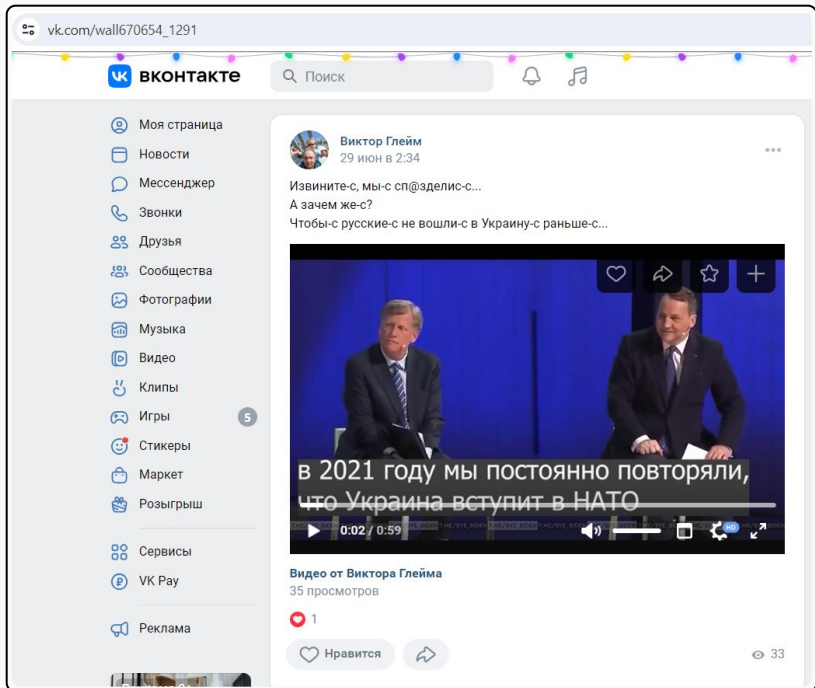 vk.com/wall670654_1291
вконтакте
Поиск
Моя страница
Новости
Мессенджер
Звонки
Друзья
Сообщества
Фотографии
Музыка
Видео
Клипы
Игры 5
Стикеры
Маркет
Розыгрыш
Сервисы
VK Pay
Реклама
Виктор Глейм
29 июн в 2:34
Извините-с, мы-с сп@зделис-с...
А зачем же-с?
Чтобы-с русские-с не вошли-с в Украину-с раньше-с...
в 2021 году мы постоянно повторяли,
что Украина вступит в НАТО
0:02 / 0:59
HD
Видео от Виктора Глейма
35 просмотров
1
Нравится
33